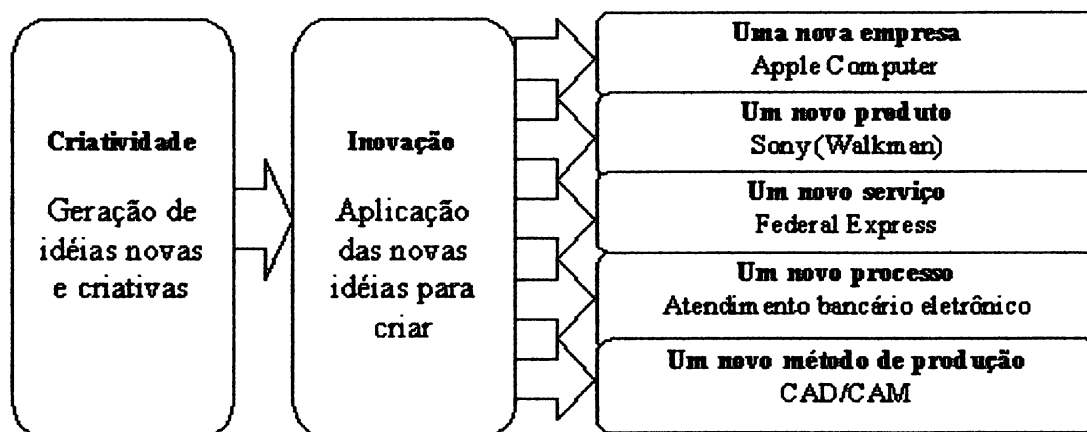 Criatividade
Geração de
idéias novas
e criativas
Inovação
Aplicação
das novas
idéias para
criar
Uma nova empresa
Apple Computer
Um novo produto
Sony (Walkman)
Um novo serviço
Federal Express
Um novo processo
Atendimento bancário eletrônico
Um novo método de produção
CAD/CAM